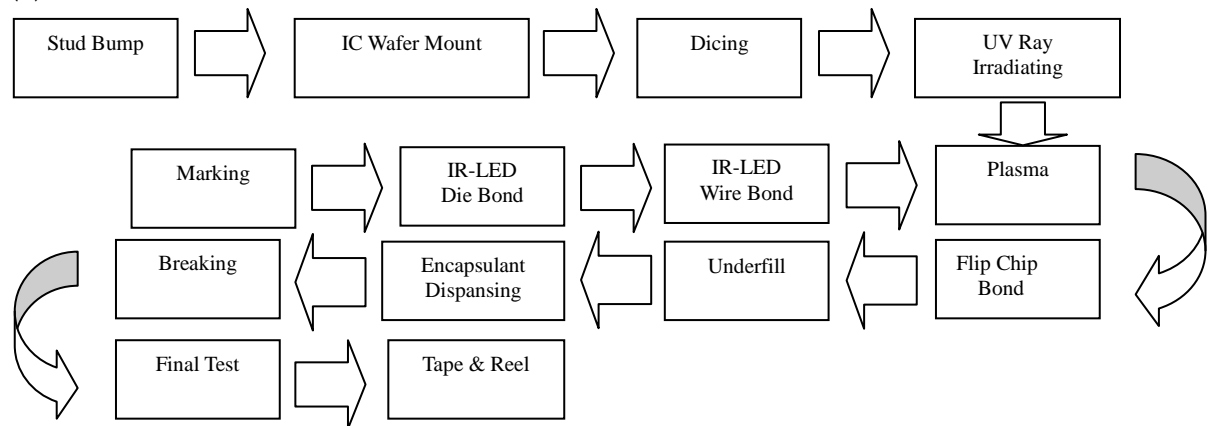 Stud Bump
IC Wafer Mount
Dicing
UV Ray
Irradiating
Marking
IR-LED
Die Bond
IR-LED
Wire Bond
Plasma
Breaking
Encapsulant
Dispansing
Underfill
Flip Chip
Bond
Final Test
Tape & Reel